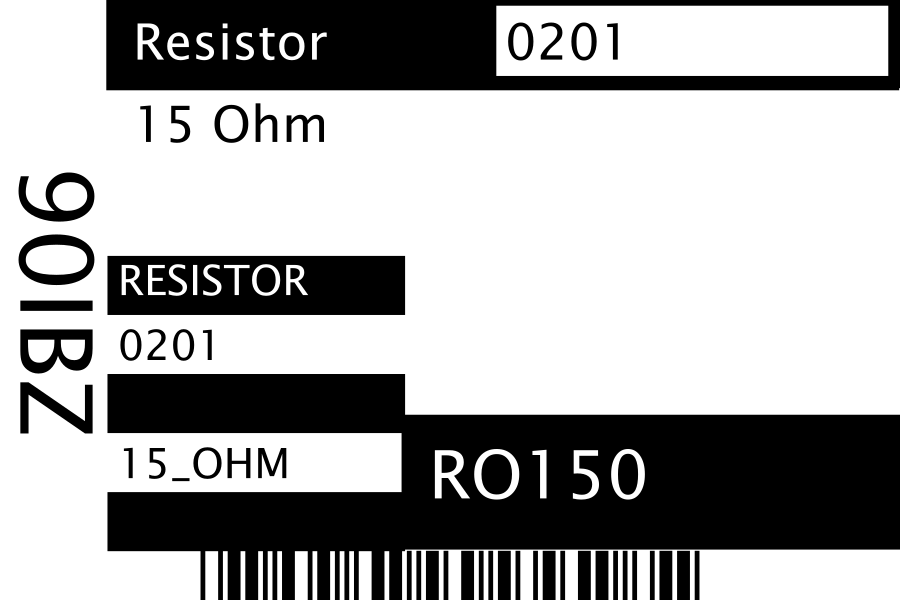 Resistor
0201
15 Ohm
90IBZ
RESISTOR
0201
15_OHM
RO150